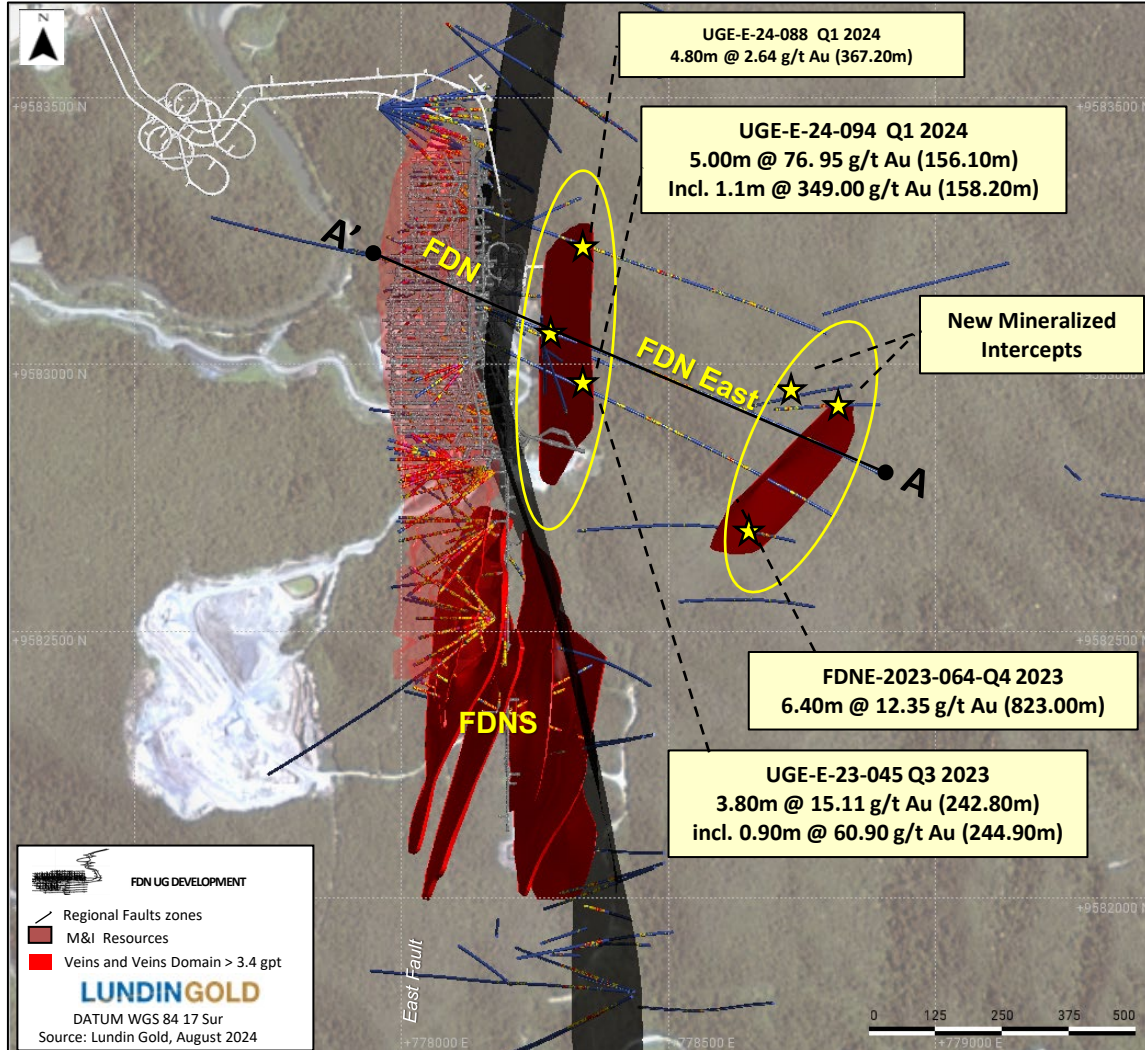 N
UGE-E-24-088 Q1 2024
4.80m @ 2.64 g/t Au (367.20m)
+9583500 N
+9583500
UGE-E-24-094 Q1 2024
5.00m @ 76. 95 g/t Au (156.10m)
Incl. 1.1m @ 349.00 g/t Au (158.20m)
A'
FDN
New Mineralized
Intercepts
+9583000 N
FDN East
A
+9582500 N
+9582500 N
FDNS
FDNE-2023-064-Q4 2023
6.40m @ 12.35 g/t Au (823.00m)
UGE-E-23-045 Q3 2023
3.80m @ 15.11 g/t Au (242.80m)
incl. 0.90m @ 60.90 g/t Au (244.90m)
FDN UG DEVELOPMENT
Regional Faults zones
M&I Resources
Veins and Veins Domain > 3.4 gpt
LUNDINGOLD
DATUM WGS 84 17 Sur
Source: Lundin Gold, August 2024
East Fault
+9582000 N
0 125 250 375 500
+778000 E
+778500 E
+779000 E